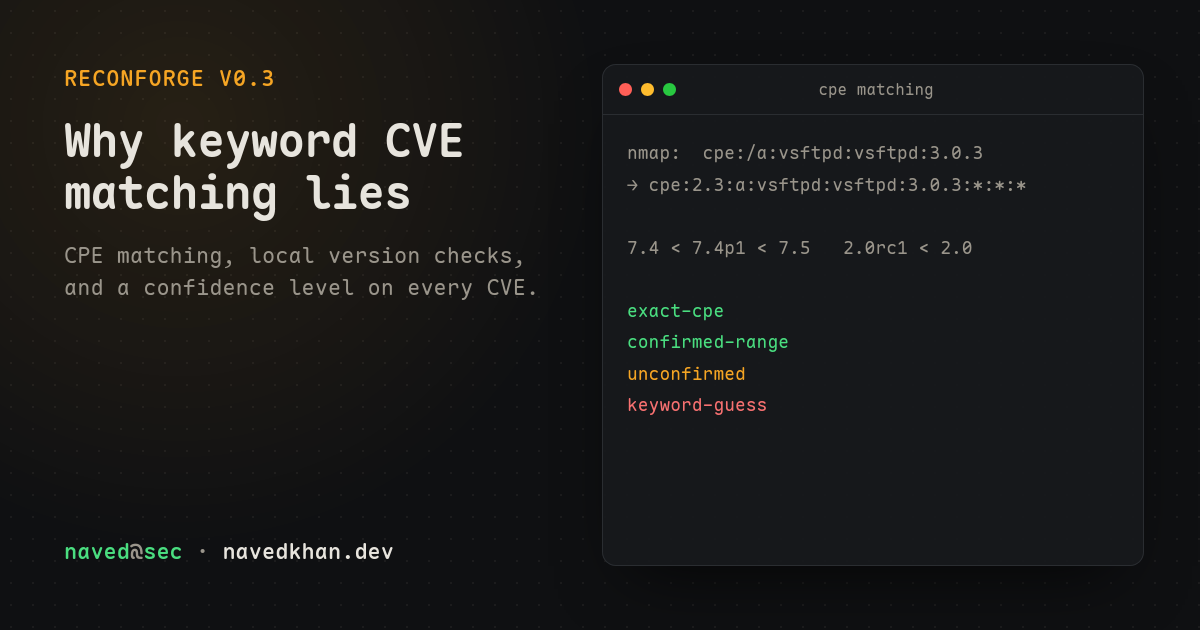 RECONFORGE V0.3
Why keyword CVE
matching lies
CPE matching, local version checks,
and a confidence level on every CVE.
naved@sec · navedkhan.dev
cpe matching
nmap:  cpe:/a:vsftpd:vsftpd:3.0.3
→ cpe:2.3:a:vsftpd:vsftpd:3.0.3:*:*:*
7.4 < 7.4p1 < 7.5   2.0rc1 < 2.0
exact-cpe
confirmed-range
unconfirmed
keyword-guess